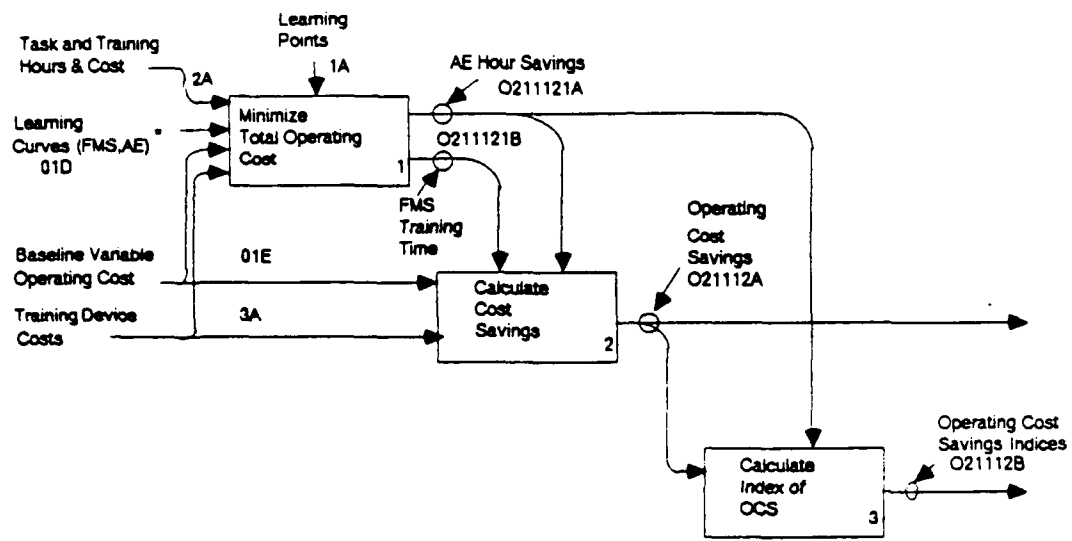 Learning
Points
1A
Task and Training
Hours & Cost
2A
AE Hour Savings
O211121A
Minimize
Total Operating
Cost
1
Learning
Curves (FMS,AE) *
01D
O211121B
FMS
Training
Time
Operating
Cost
Savings
O21112A
Baseline Variable
Operating Cost
01E
Training Device
Costs
3A
Calculate
Cost
Savings
2
Operating Cost
Savings Indices
O21112B
Calculate
Index of
OCS
3